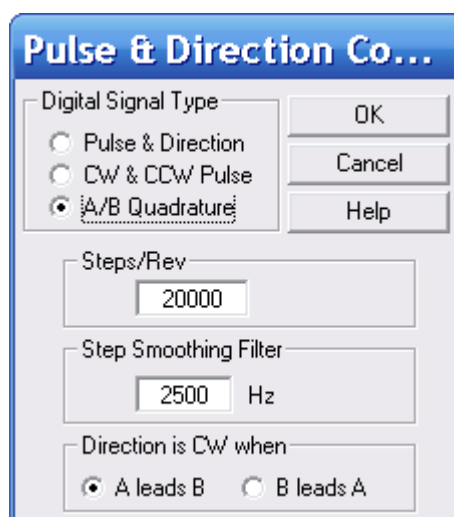 Pulse & Direction Co...
Digital Signal Type
Pulse & Direction
CW & CCW Pulse
A/B Quadrature
OK
Cancel
Help
Steps/Rev
20000
Step Smoothing Filter
2500 Hz
Direction is CW when
A leads B B leads A